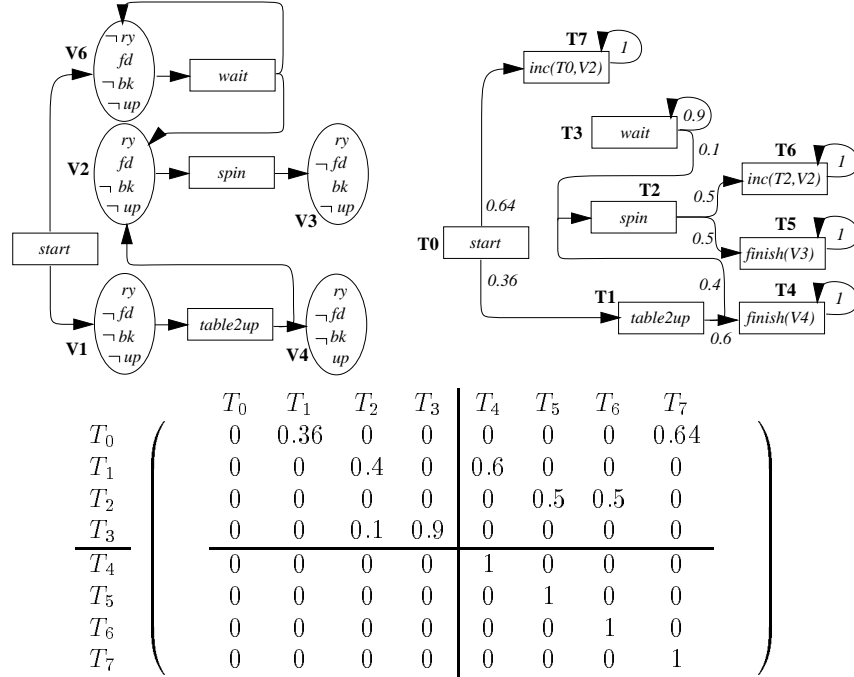 V6
¬ ry
fd
¬ bk
¬ up
wait
V2
ry
fd
¬ bk
¬ up
spin
ry
¬ fd
bk
¬ up
V3
start
V1
ry
¬ fd
¬ bk
¬ up
table2up
V4
ry
¬ fd
¬ bk
up
T7
inc(T0,V2)
1
T3
wait
0.9
0.1
T6
inc(T2,V2)
1
T2
spin
0.5
0.5
T5
finish(V3)
1
0.64
T0
start
0.36
T1
table2up
0.4
0.6
T4
finish(V4)
1
T0 T1 T2 T3 T4 T5 T6 T7
T0 0 0.36 0 0 0 0 0 0.64
T1 0 0 0.4 0 0.6 0 0 0
T2 0 0 0 0 0 0.5 0.5 0
T3 0 0 0.1 0.9 0 0 0 0
T4 0 0 0 0 1 0 0 0
T5 0 0 0 0 0 1 0 0
T6 0 0 0 0 0 0 1 0
T7 0 0 0 0 0 0 0 1